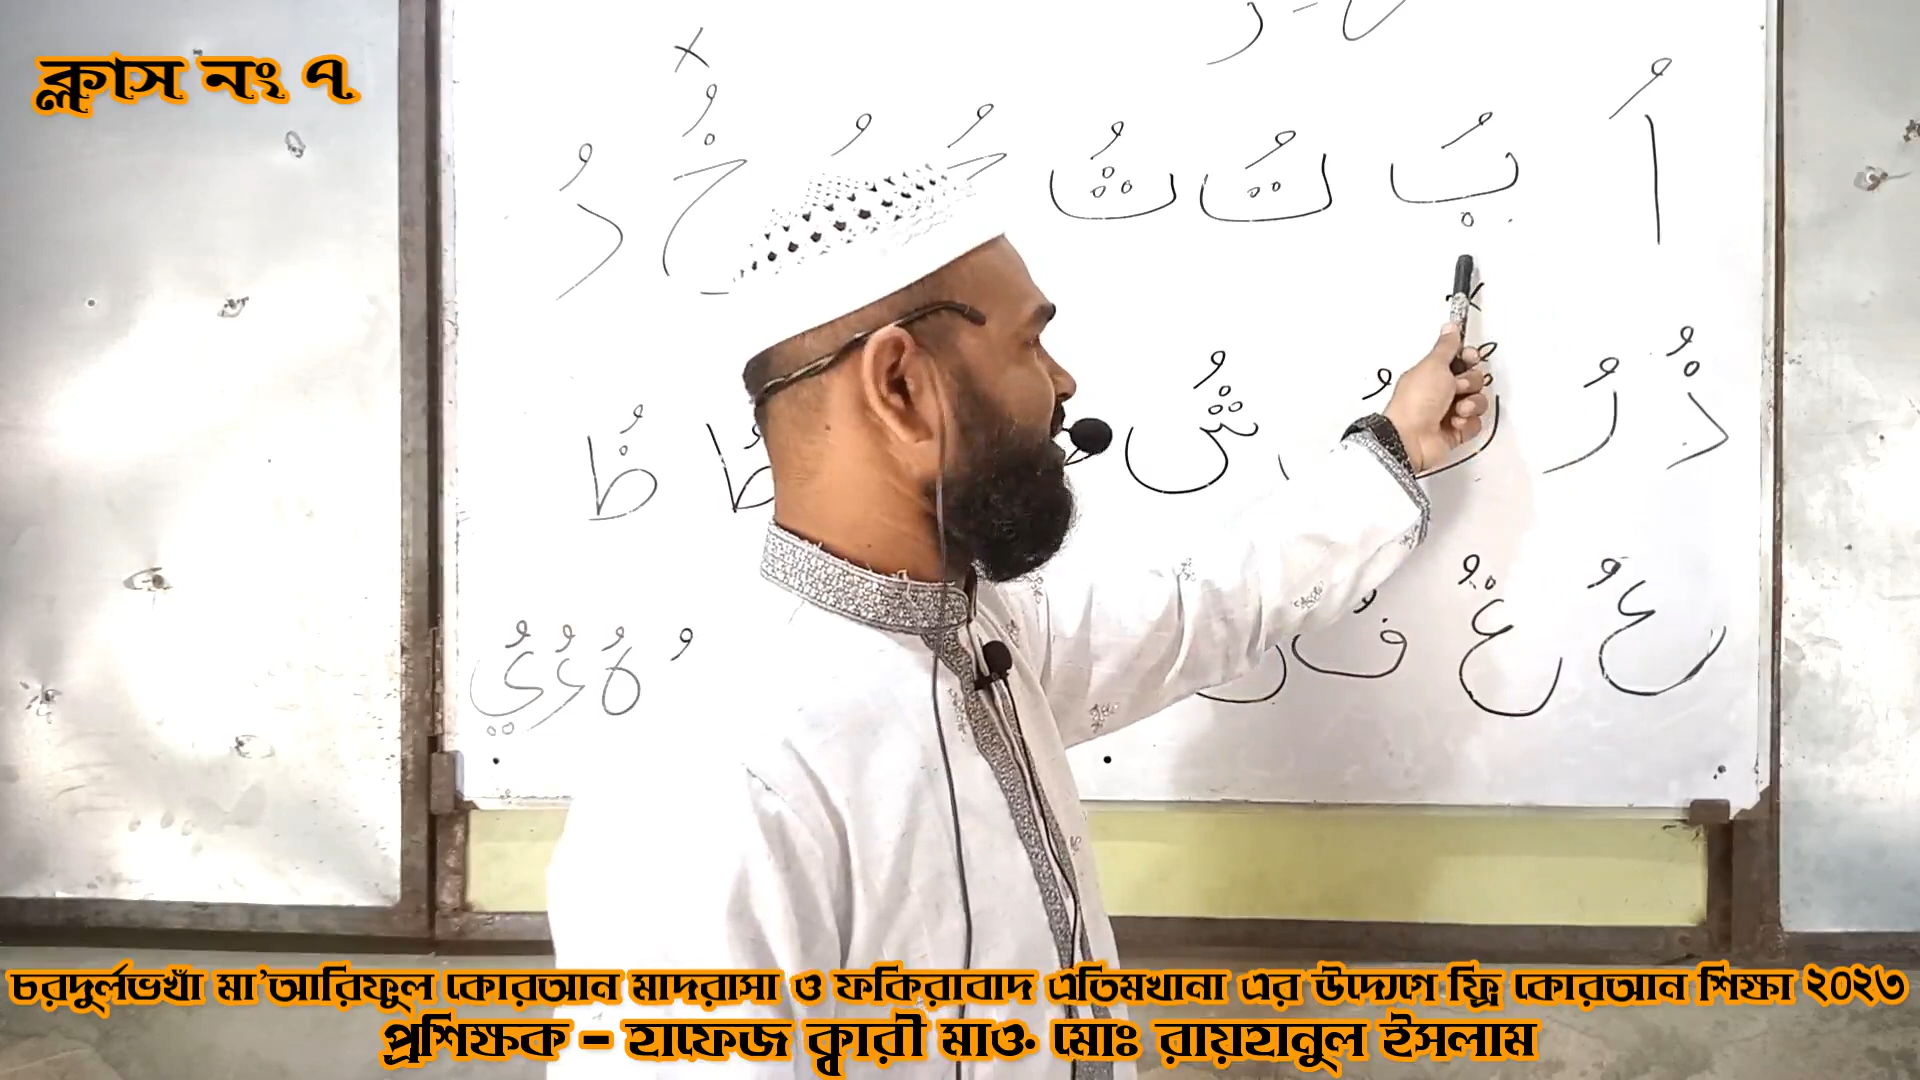 ক্লাস নং ৭
اُ بُ تُ ثُ حُ خُ دُ
ذُ رُ شُ طُ ظُ
عُ غُ فُ هُ ءُ يُ
চরদুর্লভখাঁ মা'আরিফুল কোরআন মাদরাসা ও ফকিরাবাদ এতিমখানা এর উদ্যেগে ফ্রি কোরআন শিক্ষা ২০২৩
প্রশিক্ষক - হাফেজ ক্বারী মাও. মোঃ রায়হানুল ইসলাম